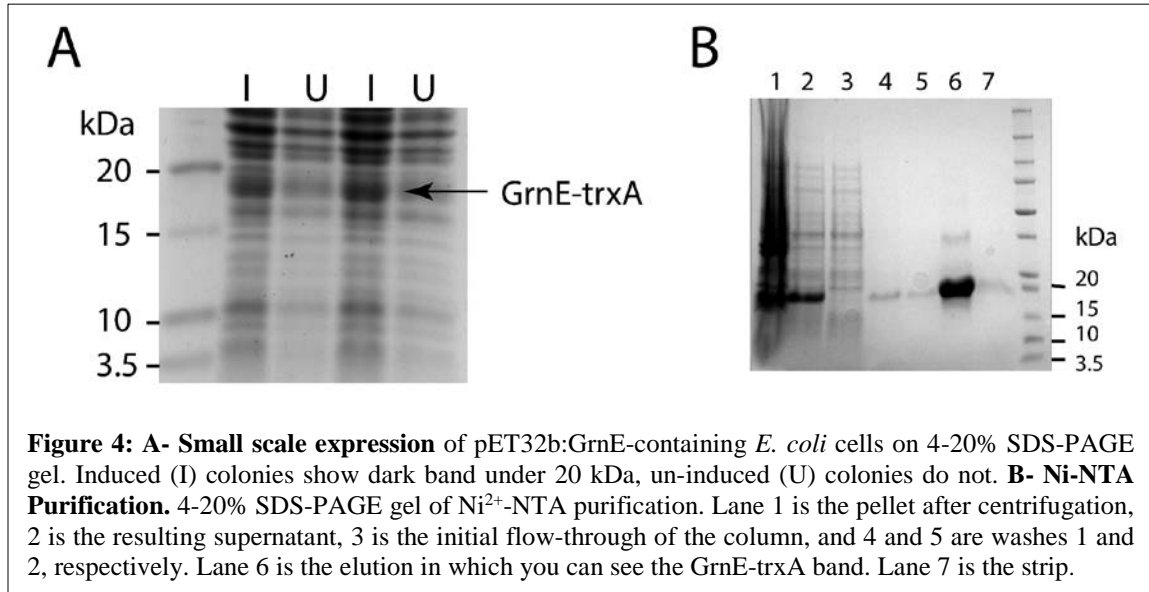 A
I U I U
kDa
20
15
10
3.5
GrnE-trxA
B
1 2 3 4 5 6 7
kDa
20
15
10
3.5
Figure 4: A- Small scale expression of pET32b:GrnE-containing E. coli cells on 4-20% SDS-PAGE
gel. Induced (I) colonies show dark band under 20 kDa, un-induced (U) colonies do not. B- Ni-NTA
Purification. 4-20% SDS-PAGE gel of Ni²⁺-NTA purification. Lane 1 is the pellet after centrifugation,
2 is the resulting supernatant, 3 is the initial flow-through of the column, and 4 and 5 are washes 1 and
2, respectively. Lane 6 is the elution in which you can see the GrnE-trxA band. Lane 7 is the strip.